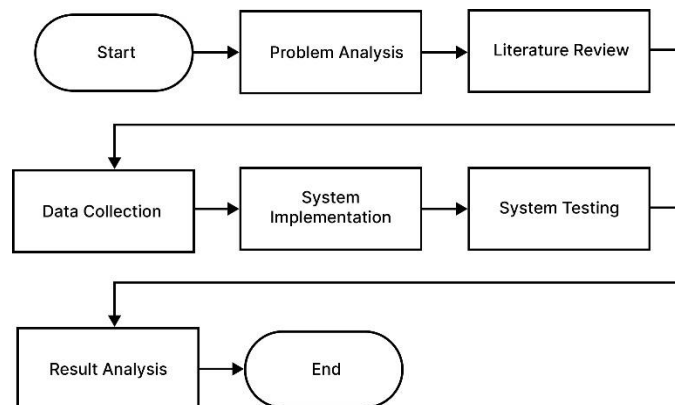 Start
Problem Analysis
Literature Review
Data Collection
System
Implementation
System Testing
Result Analysis
End